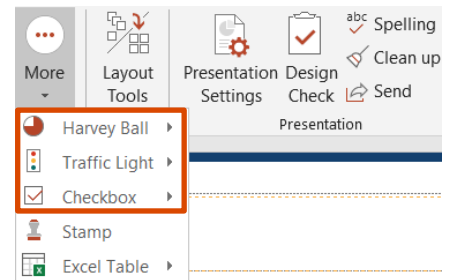 More
Layout
Tools
Presentation
Settings
Design
Check
abc Spelling
Clean up
Send
Presentation
Harvey Ball
Traffic Light
Checkbox
Stamp
Excel Table